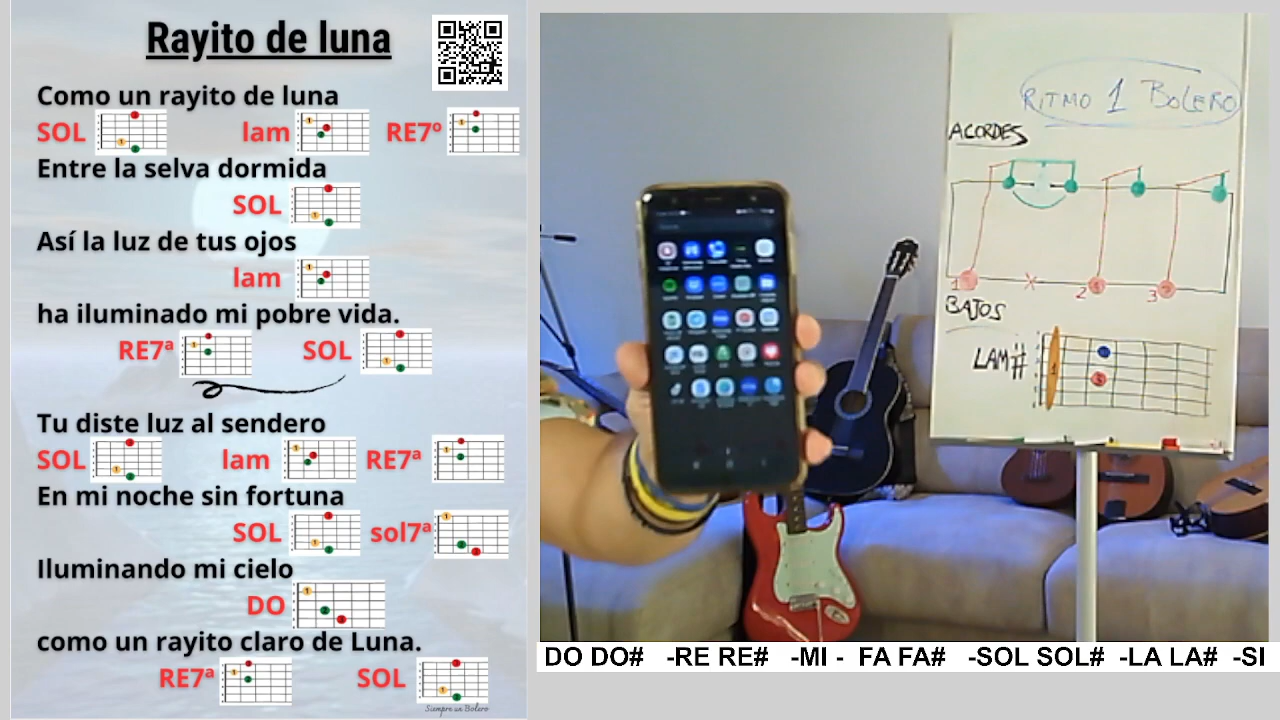 Rayito de luna
Como un rayito de luna
SOL lam RE7º
Entre la selva dormida
SOL
Así la luz de tus ojos
lam
ha iluminado mi pobre vida.
RE7ª SOL
Tu diste luz al sendero
SOL lam RE7ª
En mi noche sin fortuna
SOL sol7ª
Iluminando mi cielo
DO
como un rayito claro de Luna.
RE7ª SOL
Siempre un Bolero
RITMO 1 BOLERO
ACORDES
1 2 3
BAJOS
LAM#
1
DO DO# -RE RE# -MI - FA FA# -SOL SOL# -LA LA# -SI